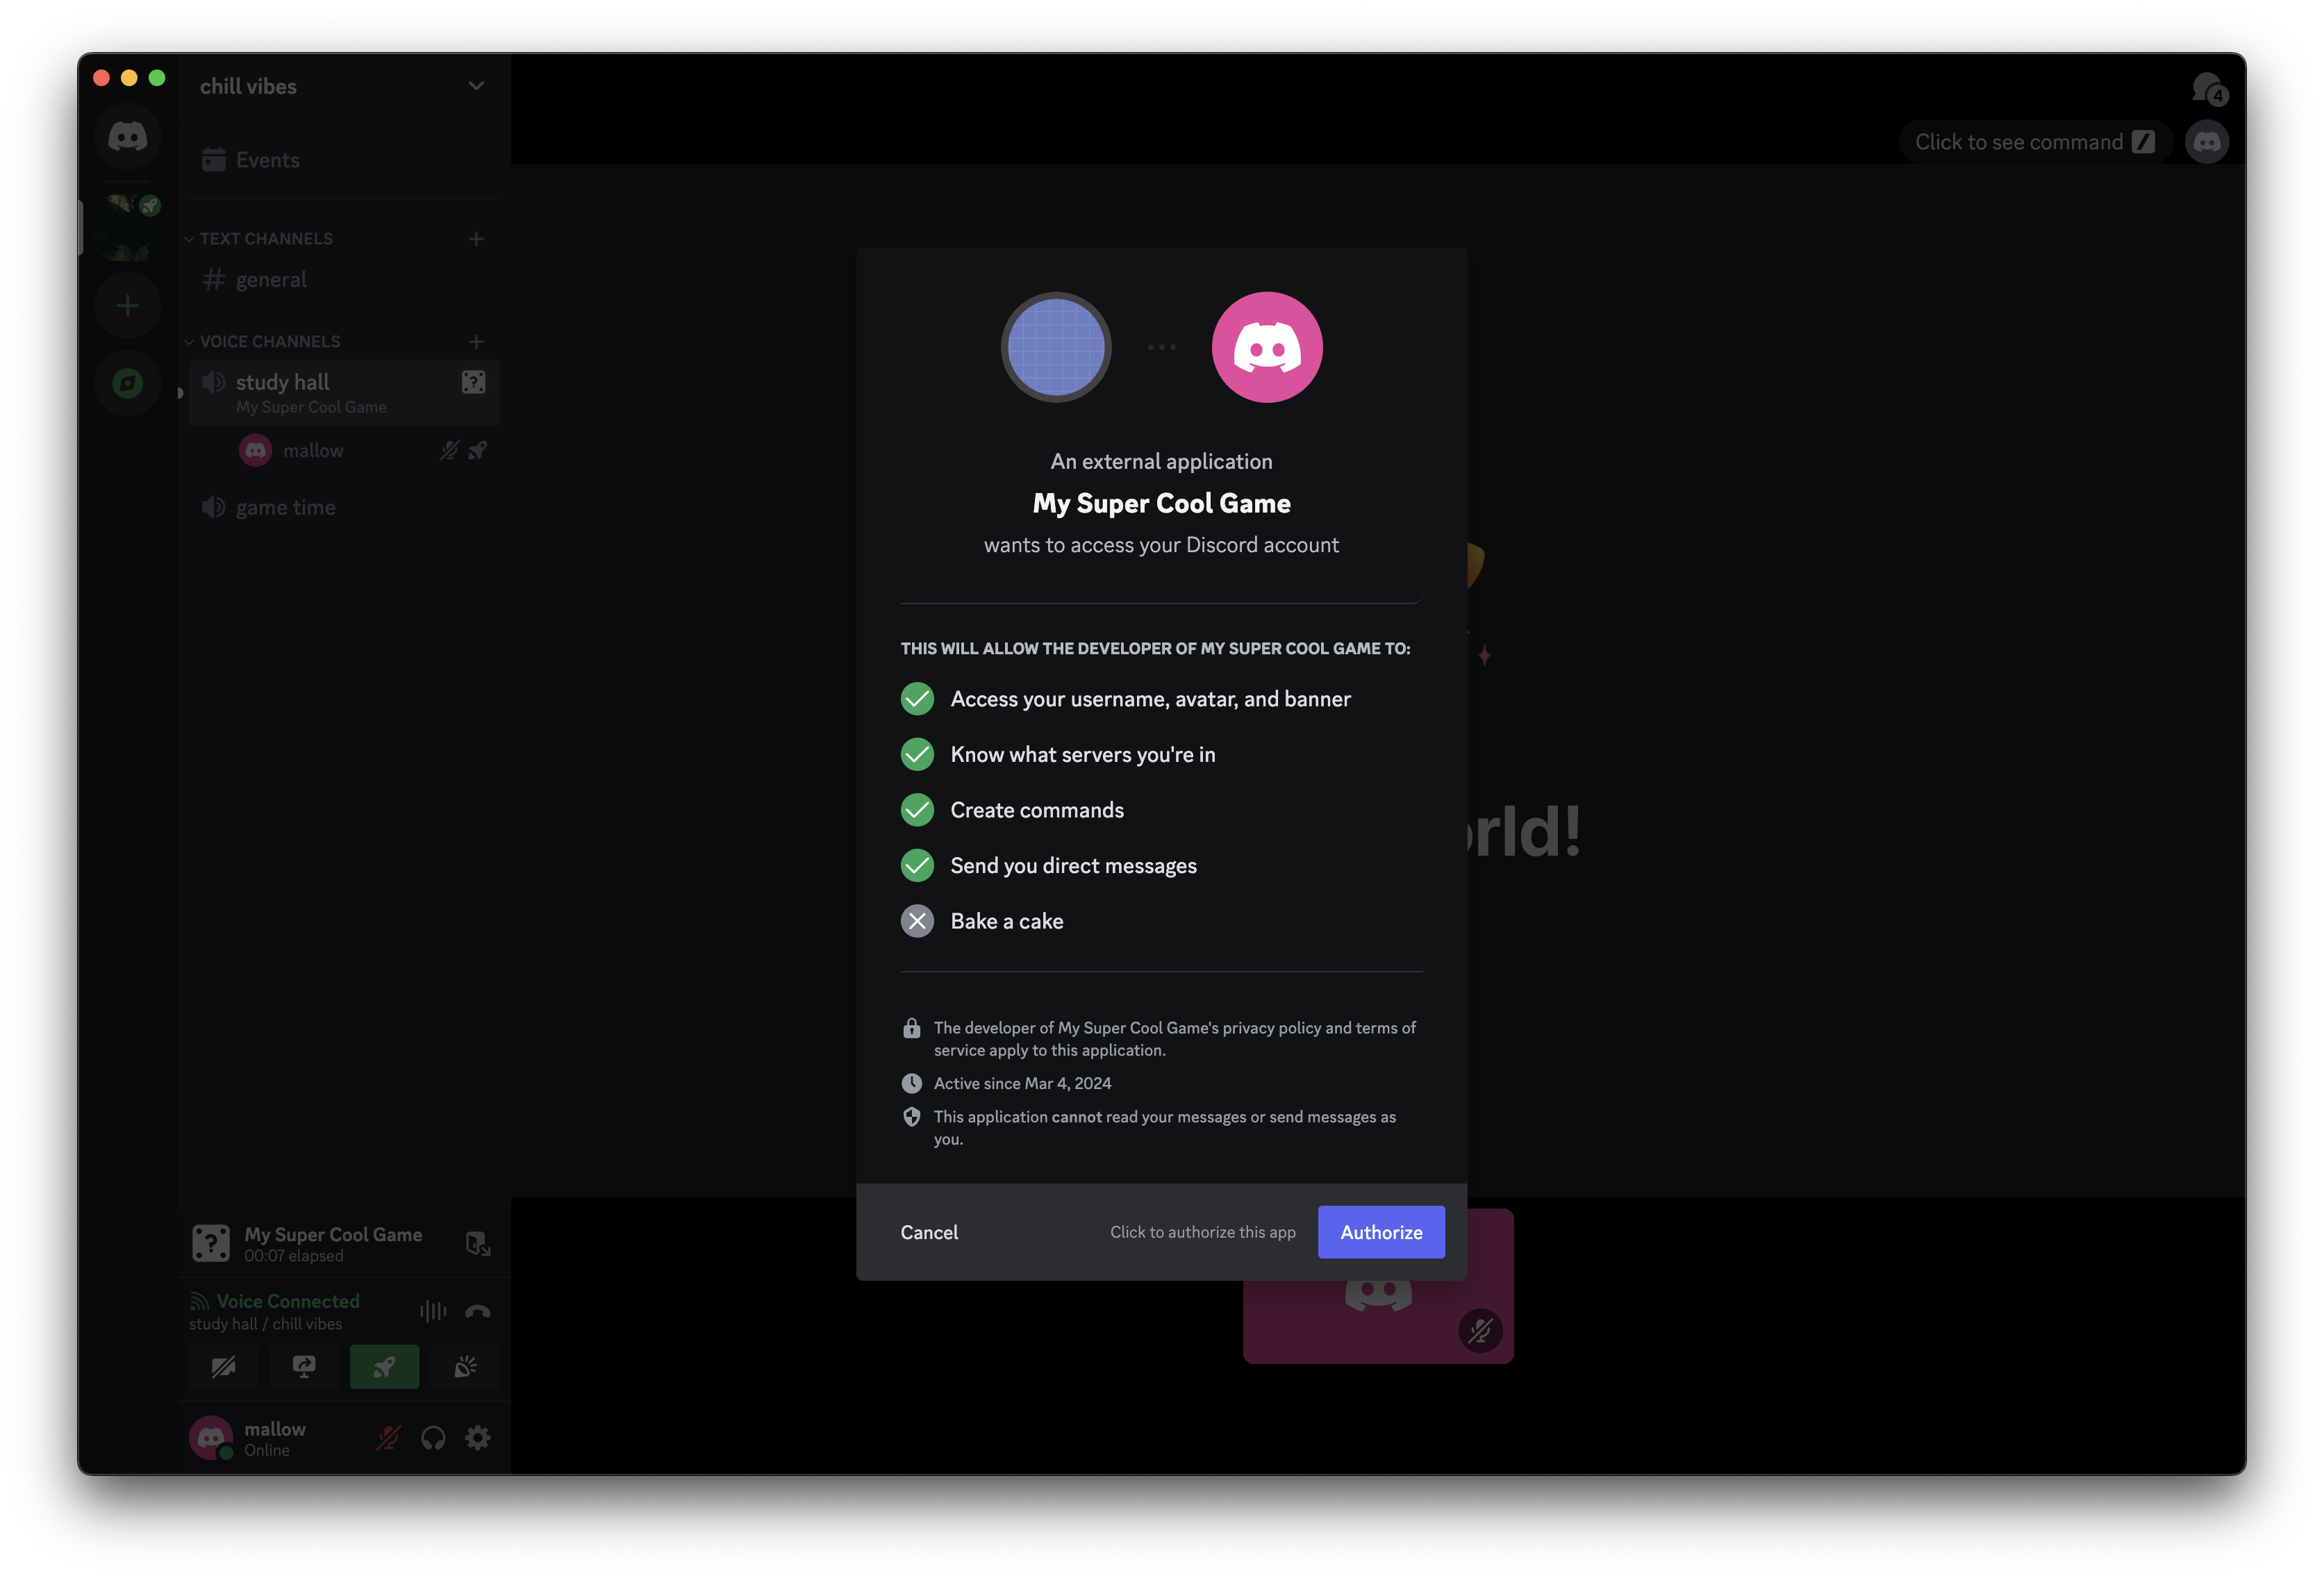 chill vibes
Events
TEXT CHANNELS
general
VOICE CHANNELS
study hall
My Super Cool Game
mallow
game time
My Super Cool Game
00:07 elapsed
Voice Connected
study hall / chill vibes
mallow
Online
4
Click to see command
An external application
My Super Cool Game
wants to access your Discord account
THIS WILL ALLOW THE DEVELOPER OF MY SUPER COOL GAME TO:
Access your username, avatar, and banner
Know what servers you're in
Create commands
Send you direct messages
Bake a cake
The developer of My Super Cool Game's privacy policy and terms of
service apply to this application.
Active since Mar 4, 2024
This application cannot read your messages or send messages as
you.
Cancel
Click to authorize this app
Authorize